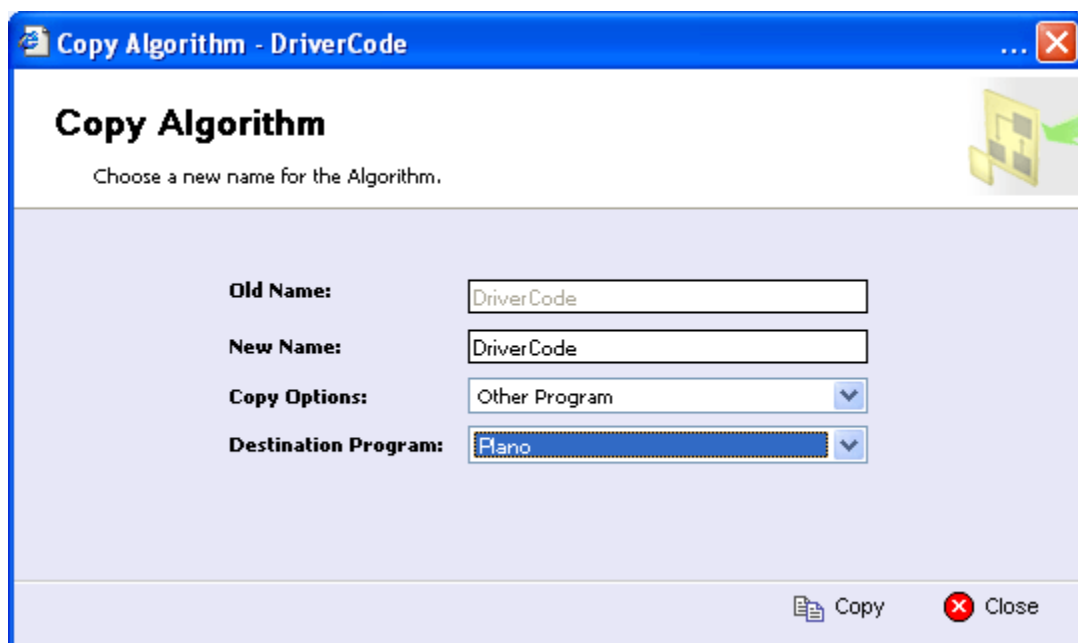 Copy Algorithm - DriverCode ...
Copy Algorithm
Choose a new name for the Algorithm.
Old Name: DriverCode
New Name: DriverCode
Copy Options: Other Program
Destination Program: Plano
Copy Close